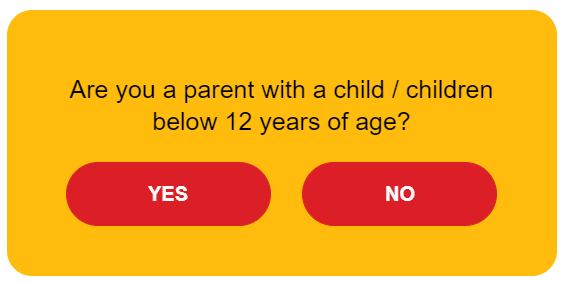 Are you a parent with a child / children
below 12 years of age?
YES NO